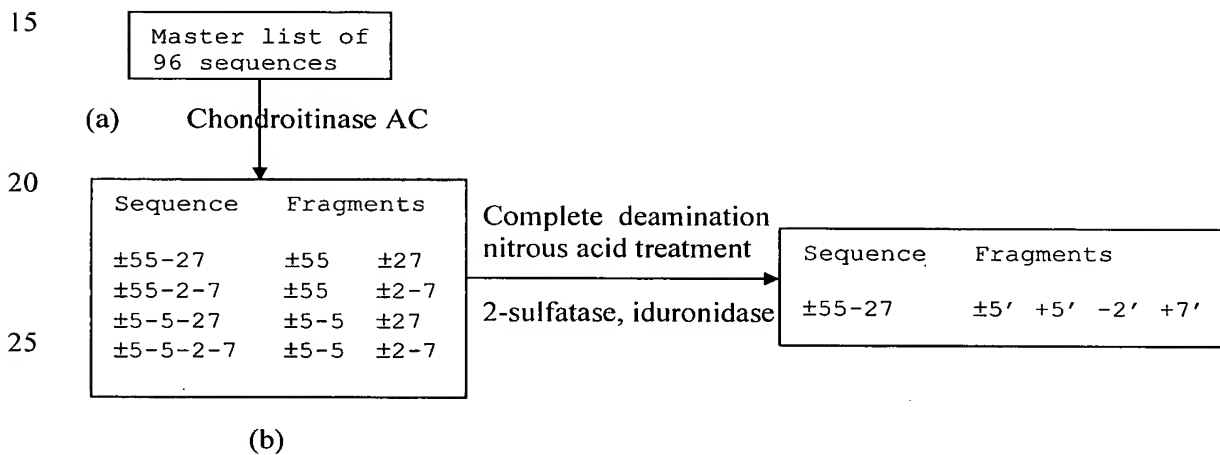 15
Master list of
96 sequences
(a) Chondroitinase AC
20
Sequence Fragments
±55-27 ±55 ±27
±55-2-7 ±55 ±2-7
±5-5-27 ±5-5 ±27
±5-5-2-7 ±5-5 ±2-7
25
Complete deamination
nitrous acid treatment
2-sulfatase, iduronidase
Sequence Fragments
±55-27 ±5' +5' -2' +7'
(b)